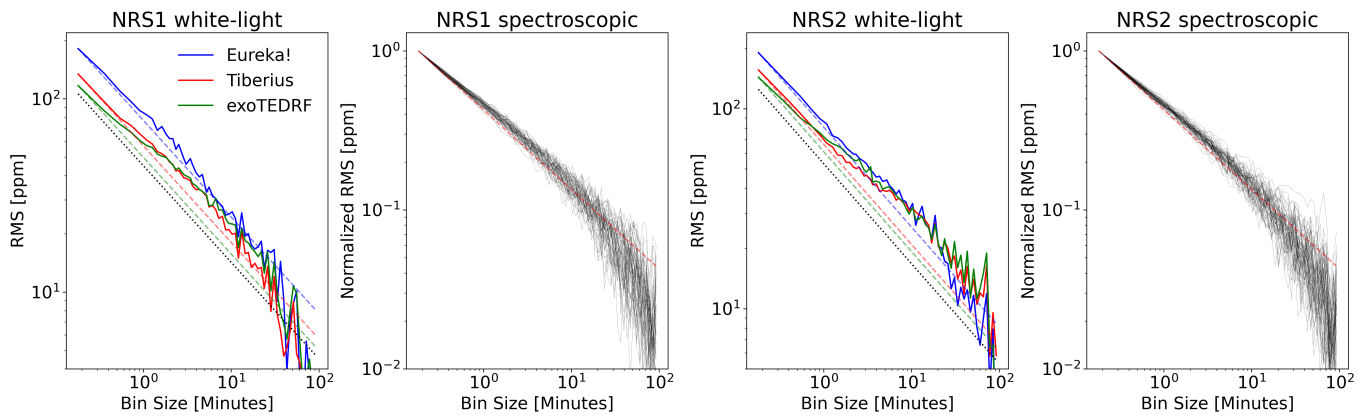 NRS1 white-light
RMS [ppm]
10²
10¹
Eureka!
Tiberius
exoTEDRF
10⁰ 10¹ 10²
Bin Size [Minutes]
NRS1 spectroscopic
Normalized RMS [ppm]
10⁰
10⁻¹
10⁻²
10⁰ 10¹ 10²
Bin Size [Minutes]
NRS2 white-light
RMS [ppm]
10²
10¹
10⁰ 10¹ 10²
Bin Size [Minutes]
NRS2 spectroscopic
Normalized RMS [ppm]
10⁰
10⁻¹
10⁻²
10⁰ 10¹ 10²
Bin Size [Minutes]